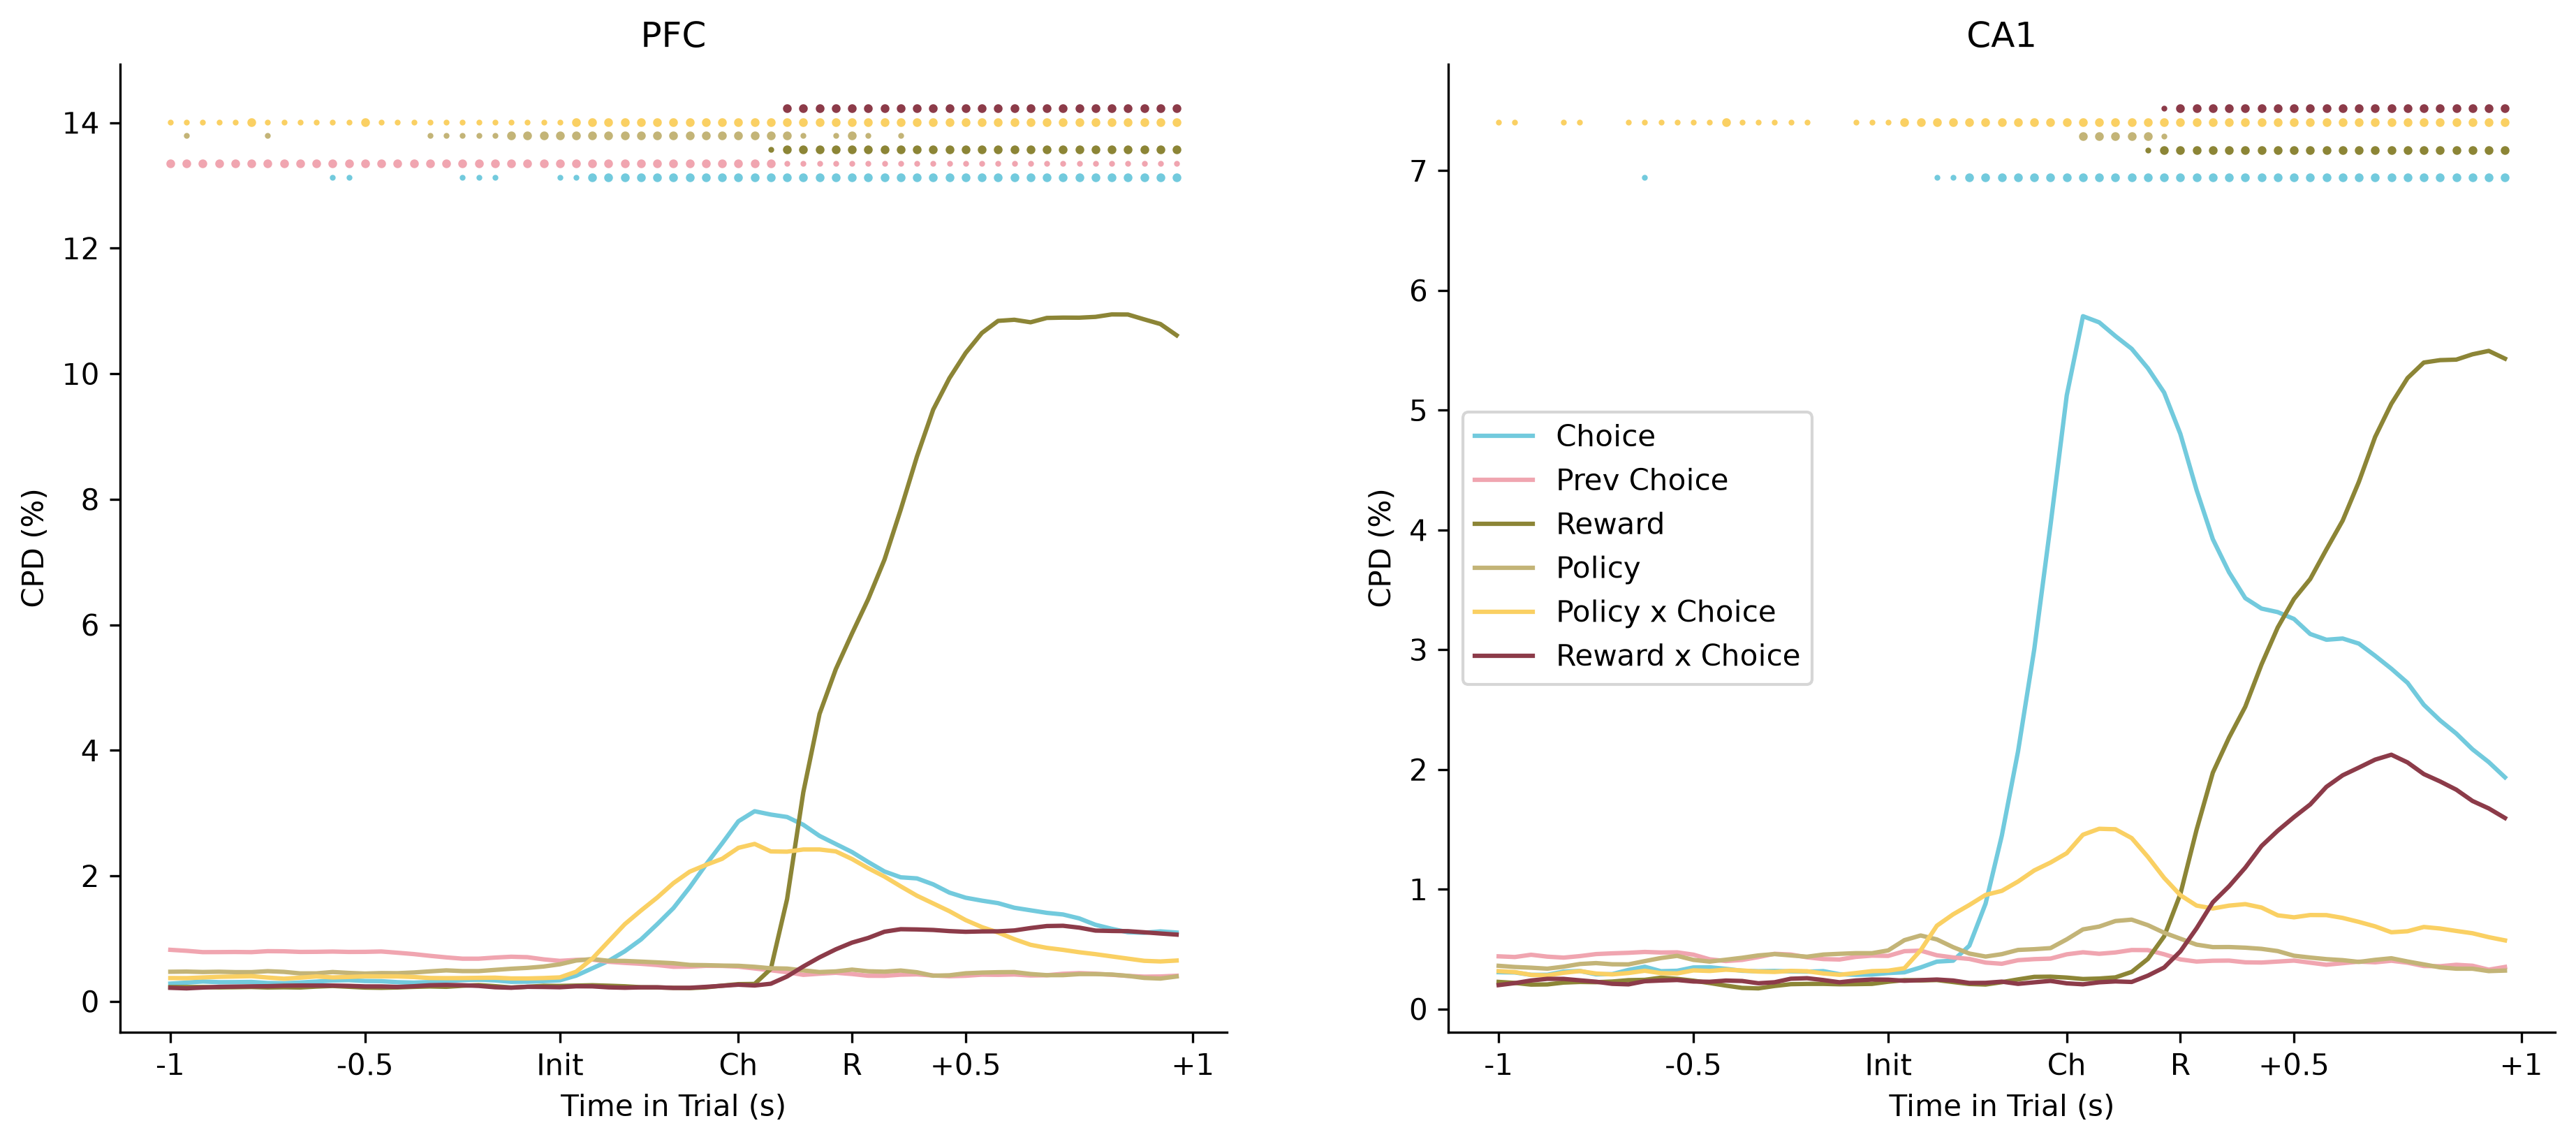 PFC
CPD (%)
14
12
10
8
6
4
2
0
-1
-0.5
Init
Ch
R
+0.5
+1
Time in Trial (s)
CA1
CPD (%)
7
6
5
4
3
2
1
0
Choice
Prev Choice
Reward
Policy
Policy x Choice
Reward x Choice
-1
-0.5
Init
Ch
R
+0.5
+1
Time in Trial (s)